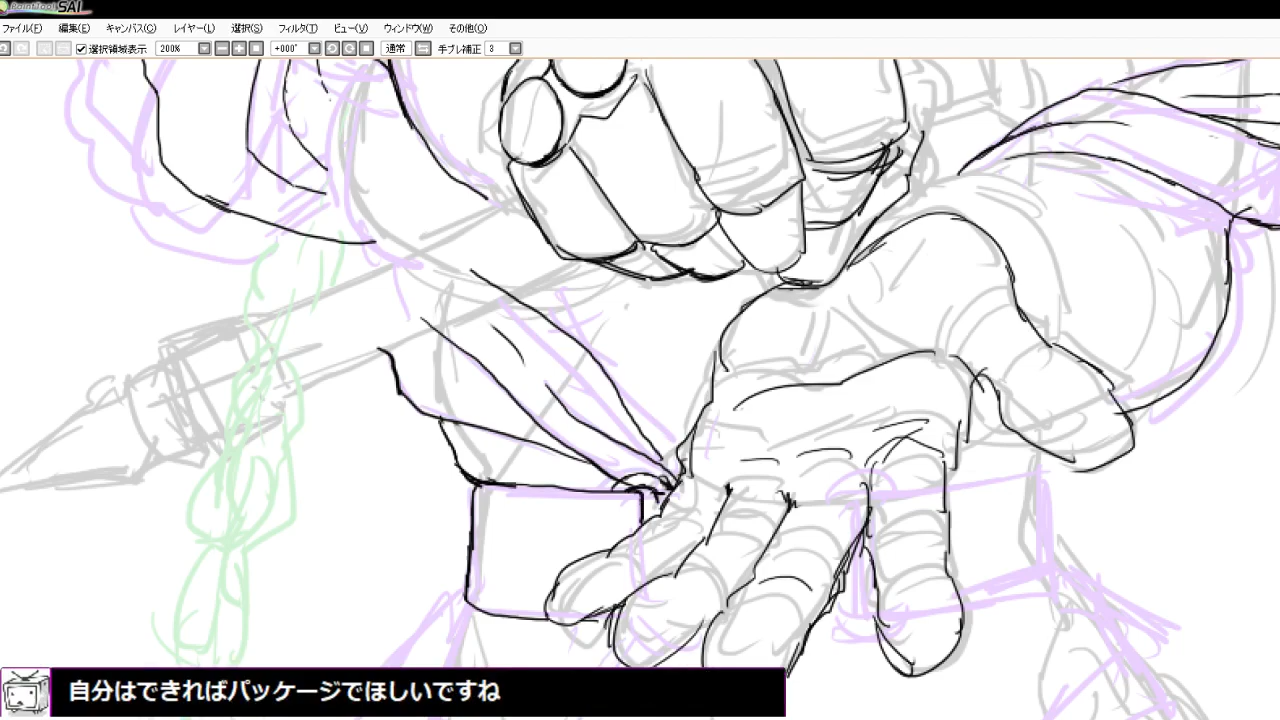 PaintTool SAI
ファイル(F) 編集(E) キャンバス(C) レイヤー(L) 選択(S) フィルタ(T) ビュー(V) ウィンドウ(W) その他(O)
選択領域表示 200% +000° 通常 手ブレ補正 3
自分はできればパッケージでほしいですね